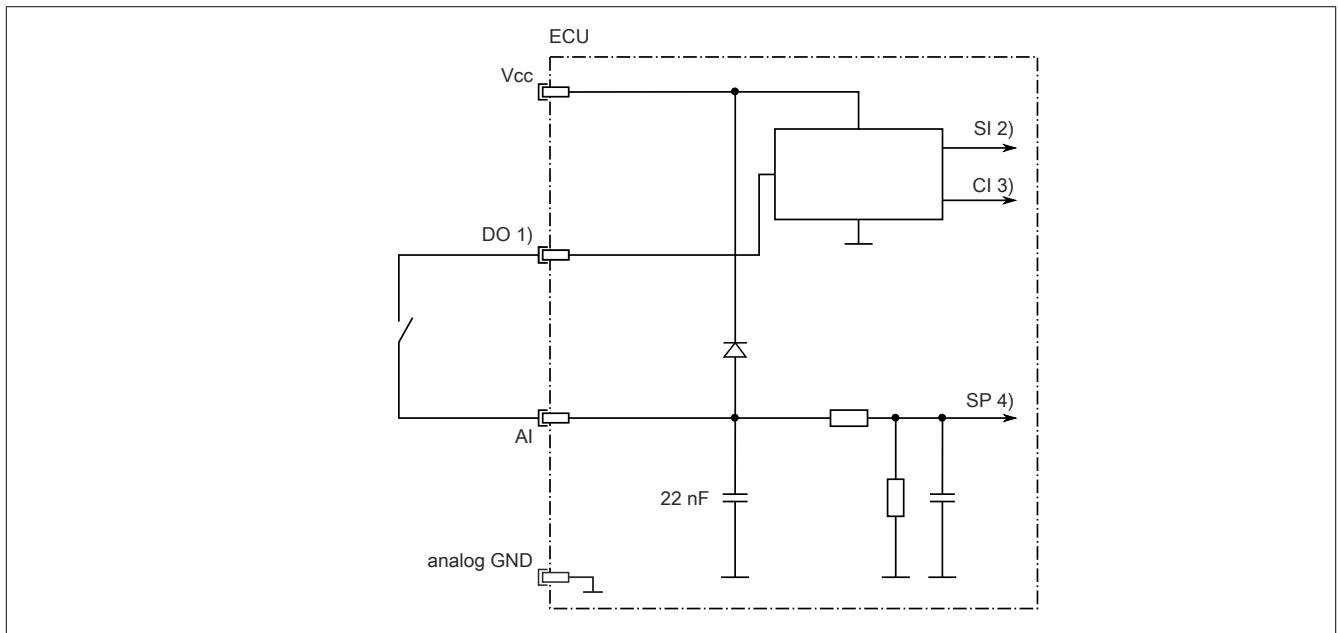 ECU
Vcc
SI 2)
CI 3)
DO 1)
SP 4)
AI
22 nF
analog GND